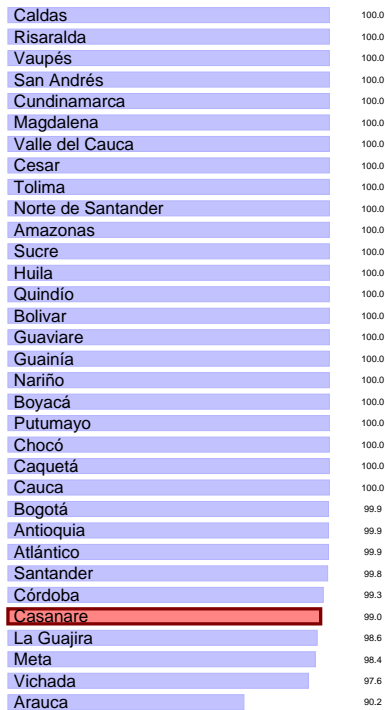 Caldas 100.0
Risaralda 100.0
Vaupés 100.0
San Andrés 100.0
Cundinamarca 100.0
Magdalena 100.0
Valle del Cauca 100.0
Cesar 100.0
Tolima 100.0
Norte de Santander 100.0
Amazonas 100.0
Sucre 100.0
Huila 100.0
Quindío 100.0
Bolivar 100.0
Guaviare 100.0
Guainía 100.0
Nariño 100.0
Boyacá 100.0
Putumayo 100.0
Chocó 100.0
Caquetá 100.0
Cauca 100.0
Bogotá 99.9
Antioquia 99.9
Atlántico 99.9
Santander 99.8
Córdoba 99.3
Casanare 99.0
La Guajira 98.6
Meta 98.4
Vichada 97.6
Arauca 90.2